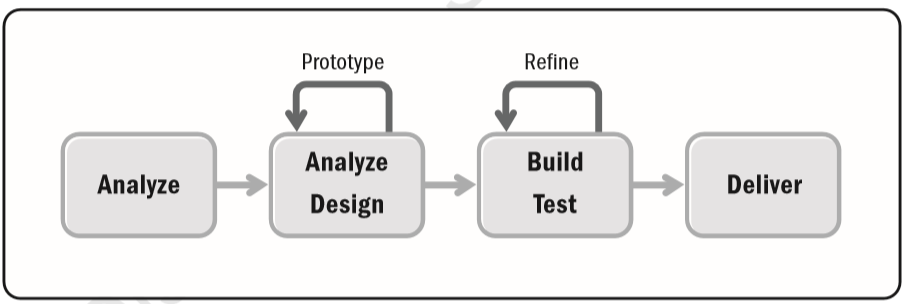 Prototype
Refine
Analyze
Analyze
Design
Build
Test
Deliver